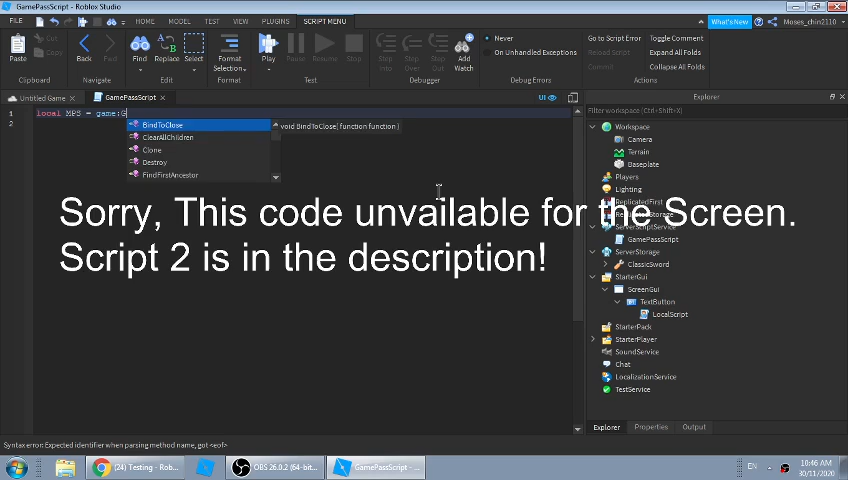 GamePassScript - Roblox Studio
FILE HOME MODEL TEST VIEW PLUGINS SCRIPT MENU What's New Moses_chin2110
Paste Cut Copy Back Forward Find Replace Select Format Selection... Play Pause Resume Stop Step Into Step Over Step Out Add Watch Never On Unhandled Exceptions Go to Script Error Reload Script Commit Toggle Comment Expand All Folds Collapse All Folds
Clipboard Navigate Edit Format Test Debugger Debug Errors Actions
Untitled Game GamePassScript UI Explorer
Filter workspace (Ctrl+Shift+X)
1 local MPS = game:G
2
BindToClose void BindToClose( function function )
ClearAllChildren
Clone
Destroy
FindFirstAncestor
Sorry, This code unvailable for the Screen.
Script 2 is in the description!
Workspace
Camera
Terrain
Baseplate
Players
Lighting
ReplicatedFirst
ReplicatedStorage
ServerScriptService
GamePassScript
ServerStorage
ClassicSword
StarterGui
ScreenGui
TextButton
LocalScript
StarterPack
StarterPlayer
SoundService
Chat
LocalizationService
TestService
Explorer Properties Output
Syntax error: Expected identifier when parsing method name, got <eof>
(24) Testing - Rob... OBS 26.0.2 (64-bit... GamePassScript - ... EN 10:46 AM
30/11/2020